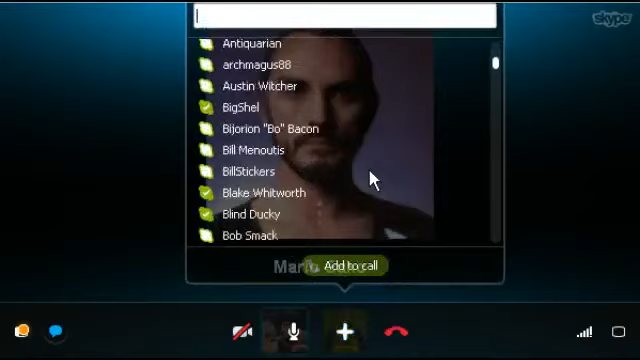 skype
Antiquarian
archmagus88
Austin Witcher
BigShel
Bijorion "Bo" Bacon
Bill Menoutis
BillStickers
Blake Whitworth
Blind Ducky
Bob Smack
Add to call